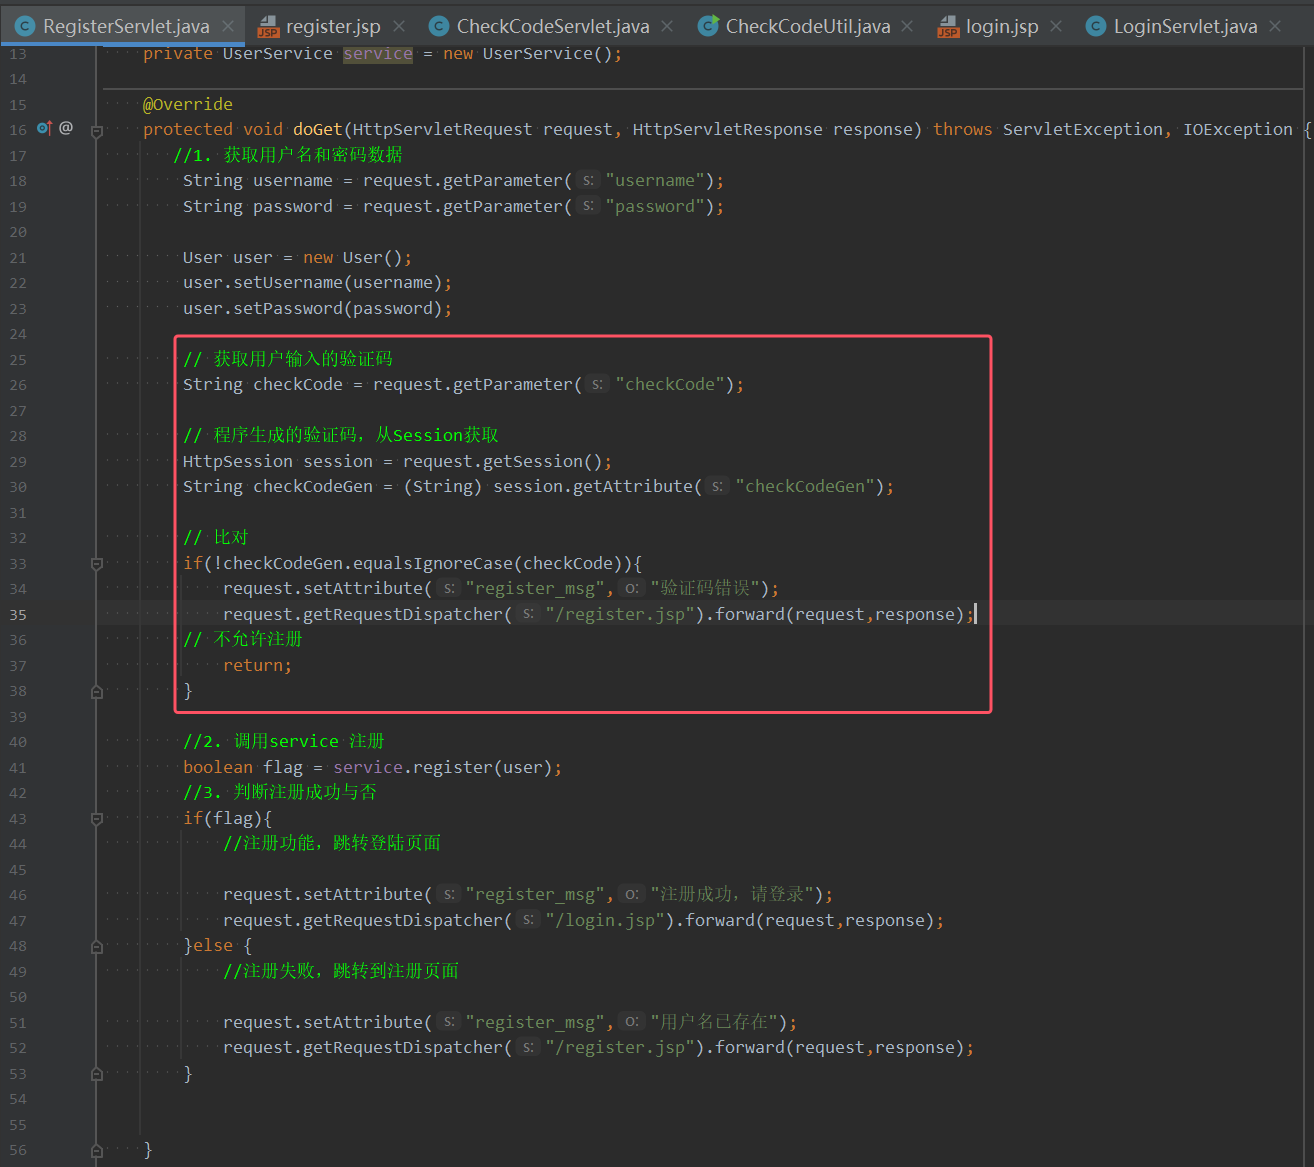 RegisterServlet.java register.jsp CheckCodeServlet.java CheckCodeUtil.java login.jsp LoginServlet.java
13 private UserService service = new UserService();
14
15 @Override
16 protected void doGet(HttpServletRequest request, HttpServletResponse response) throws ServletException, IOException {
17 //1. 获取用户名和密码数据
18 String username = request.getParameter( s: "username");
19 String password = request.getParameter( s: "password");
20
21 User user = new User();
22 user.setUsername(username);
23 user.setPassword(password);
24
25 // 获取用户输入的验证码
26 String checkCode = request.getParameter( s: "checkCode");
27
28 // 程序生成的验证码，从Session获取
29 HttpSession session = request.getSession();
30 String checkCodeGen = (String) session.getAttribute( s: "checkCodeGen");
31
32 // 比对
33 if(!checkCodeGen.equalsIgnoreCase(checkCode)){
34 request.setAttribute( s: "register_msg", o: "验证码错误");
35 request.getRequestDispatcher( s: "/register.jsp").forward(request,response);
36 // 不允许注册
37 return;
38 }
39
40 //2. 调用service 注册
41 boolean flag = service.register(user);
42 //3. 判断注册成功与否
43 if(flag){
44 //注册功能，跳转登陆页面
45
46 request.setAttribute( s: "register_msg", o: "注册成功，请登录");
47 request.getRequestDispatcher( s: "/login.jsp").forward(request,response);
48 }else {
49 //注册失败，跳转到注册页面
50
51 request.setAttribute( s: "register_msg", o: "用户名已存在");
52 request.getRequestDispatcher( s: "/register.jsp").forward(request,response);
53 }
54
55
56 }